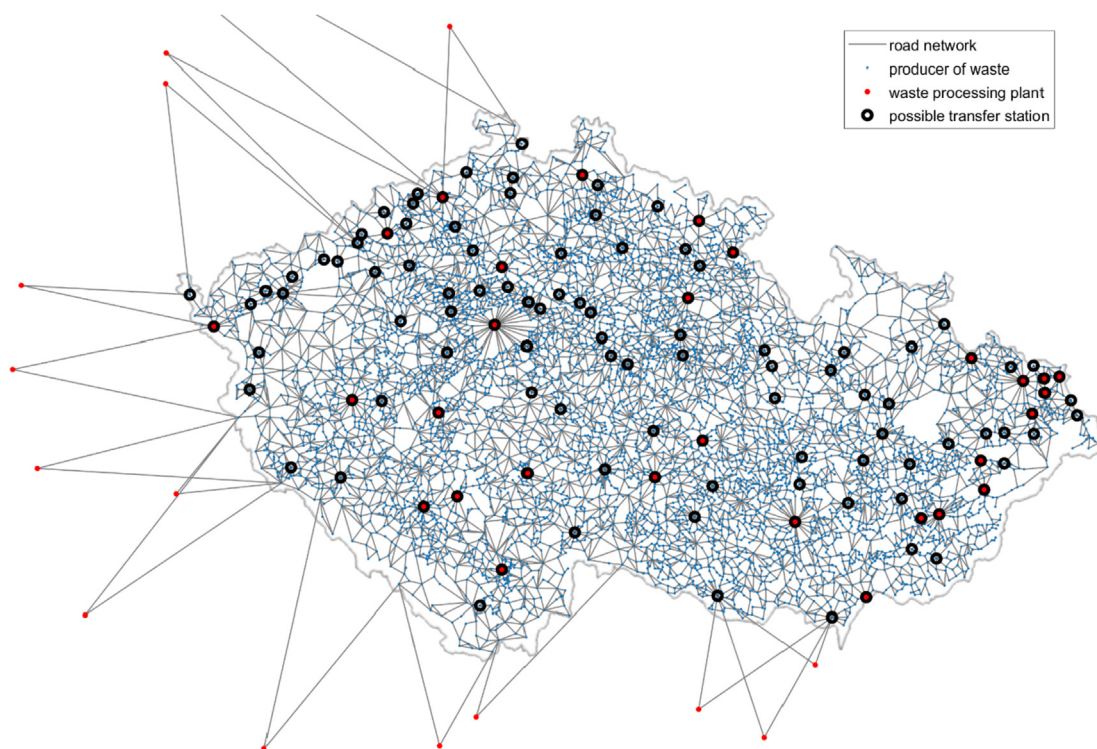 road network
producer of waste
waste processing plant
possible transfer station